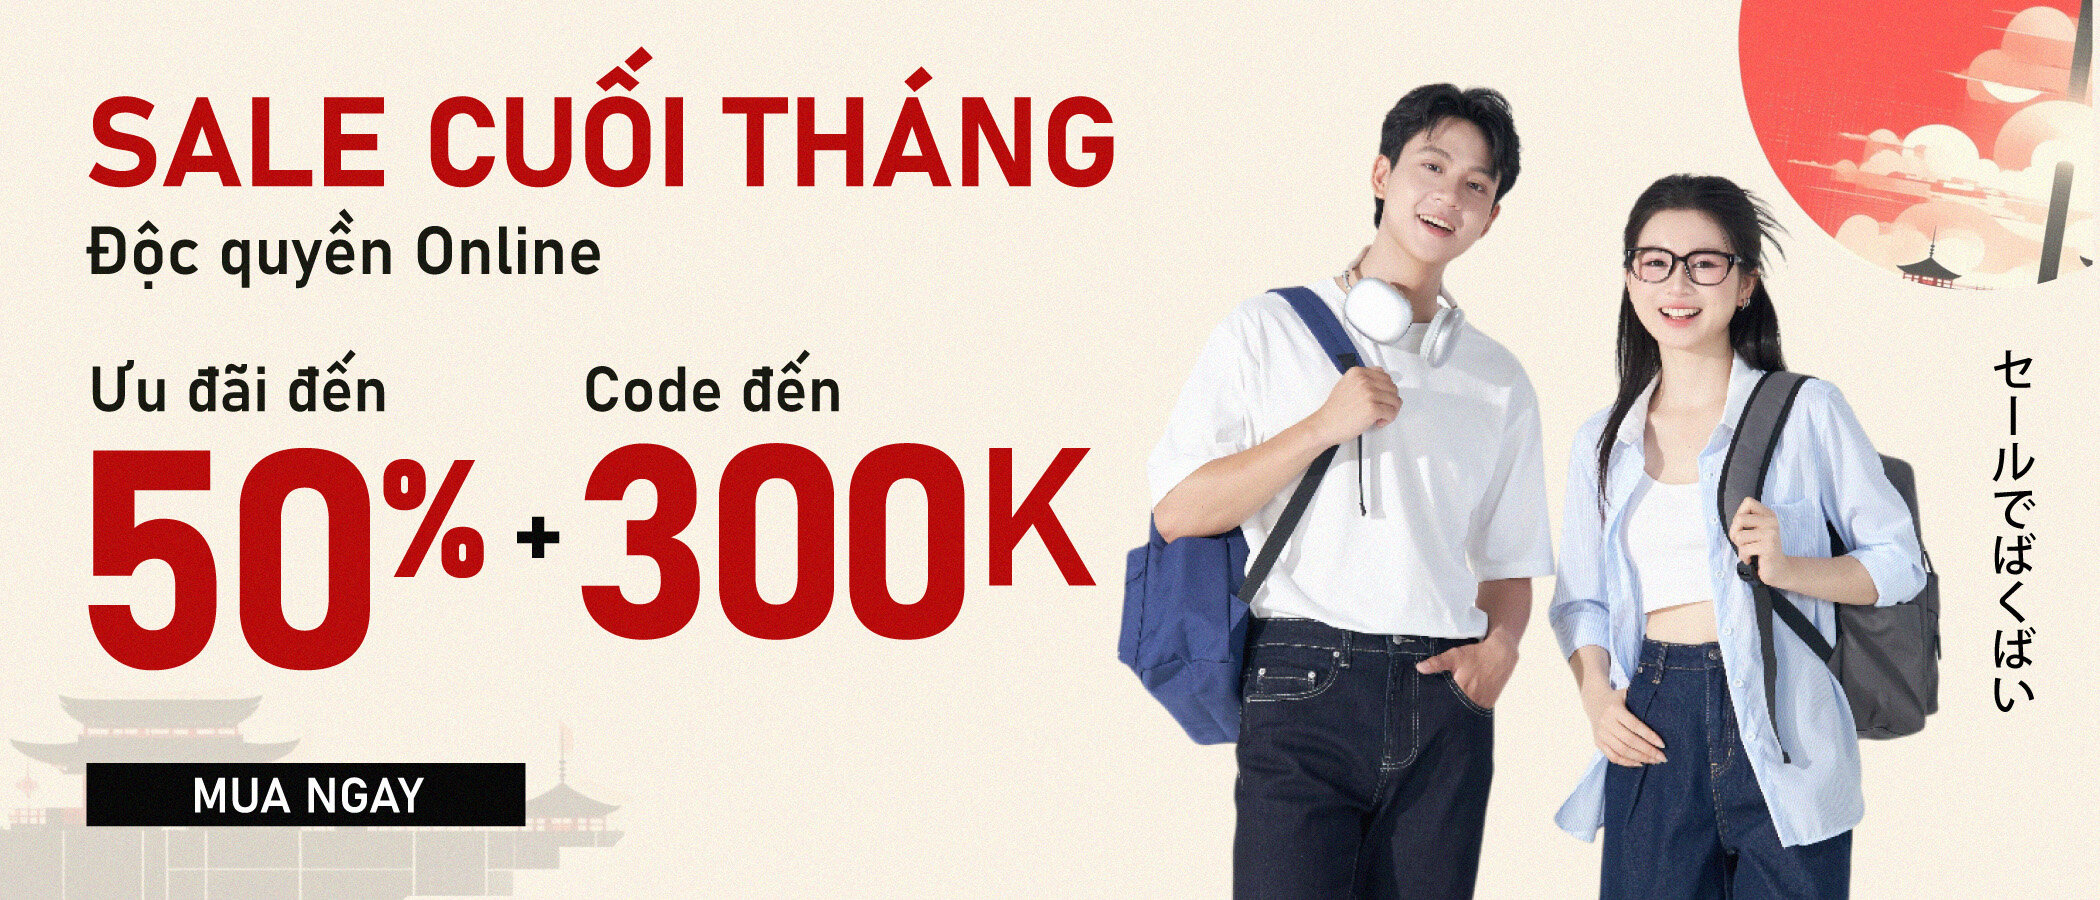 SALE CUỐI THÁNG
Độc quyền Online
Ưu đãi đến
50%
+
Code đến
300K
MUA NGAY
セールでばくばい